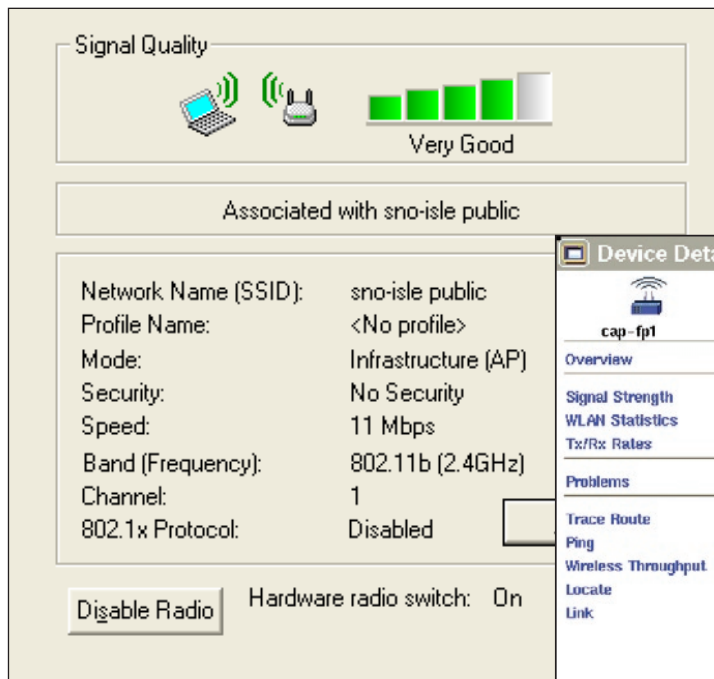 Signal Quality
Very Good
Associated with sno-isle public
Network Name (SSID): sno-isle public
Profile Name: <No profile>
Mode: Infrastructure (AP)
Security: No Security
Speed: 11 Mbps
Band (Frequency): 802.11b (2.4GHz)
Channel: 1
802.1x Protocol: Disabled
Disable Radio
Hardware radio switch: On
Device Deta
cap-fp1
Overview
Signal Strength
WLAN Statistics
Tx/Rx Rates
Problems
Trace Route
Ping
Wireless Throughput
Locate
Link